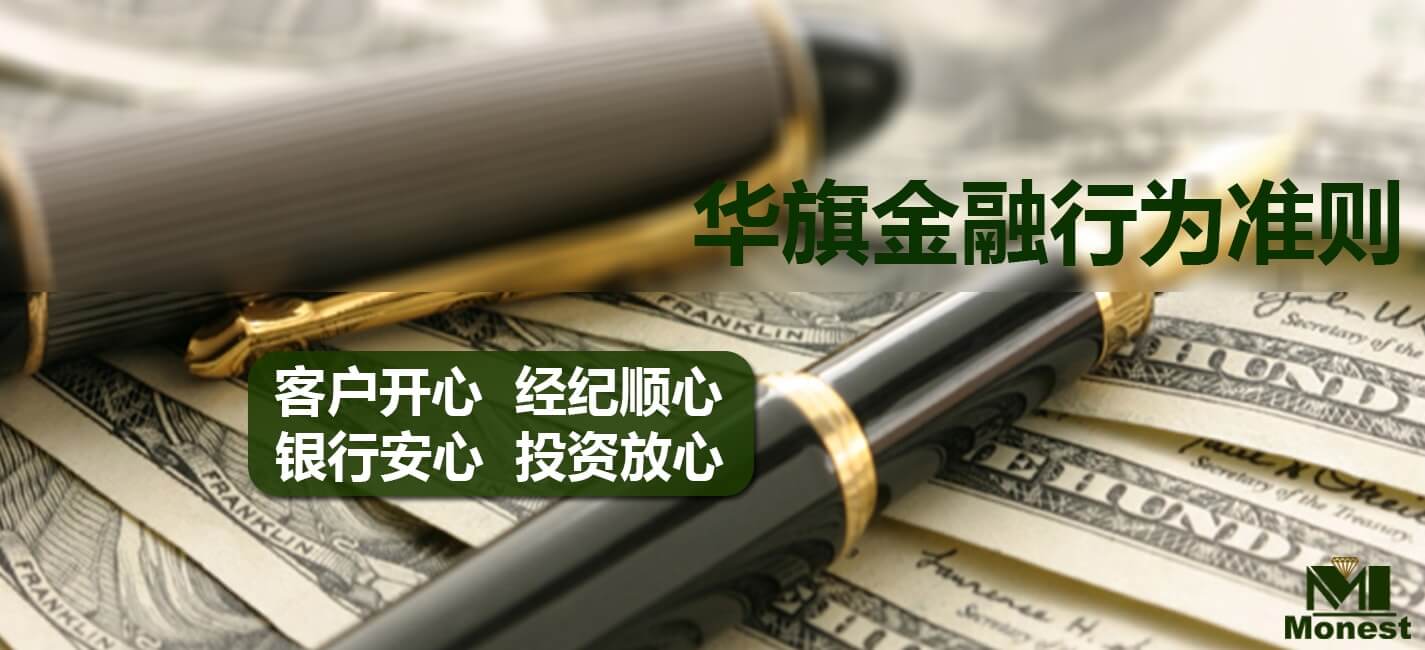 华旗金融行为准则
FRANKLIN
Secretary of the
HUND
客户开心 经纪顺心
银行安心 投资放心
FRANKLIN
Secretary of the Treasury.
E HUND
FRANKLIN
Monest